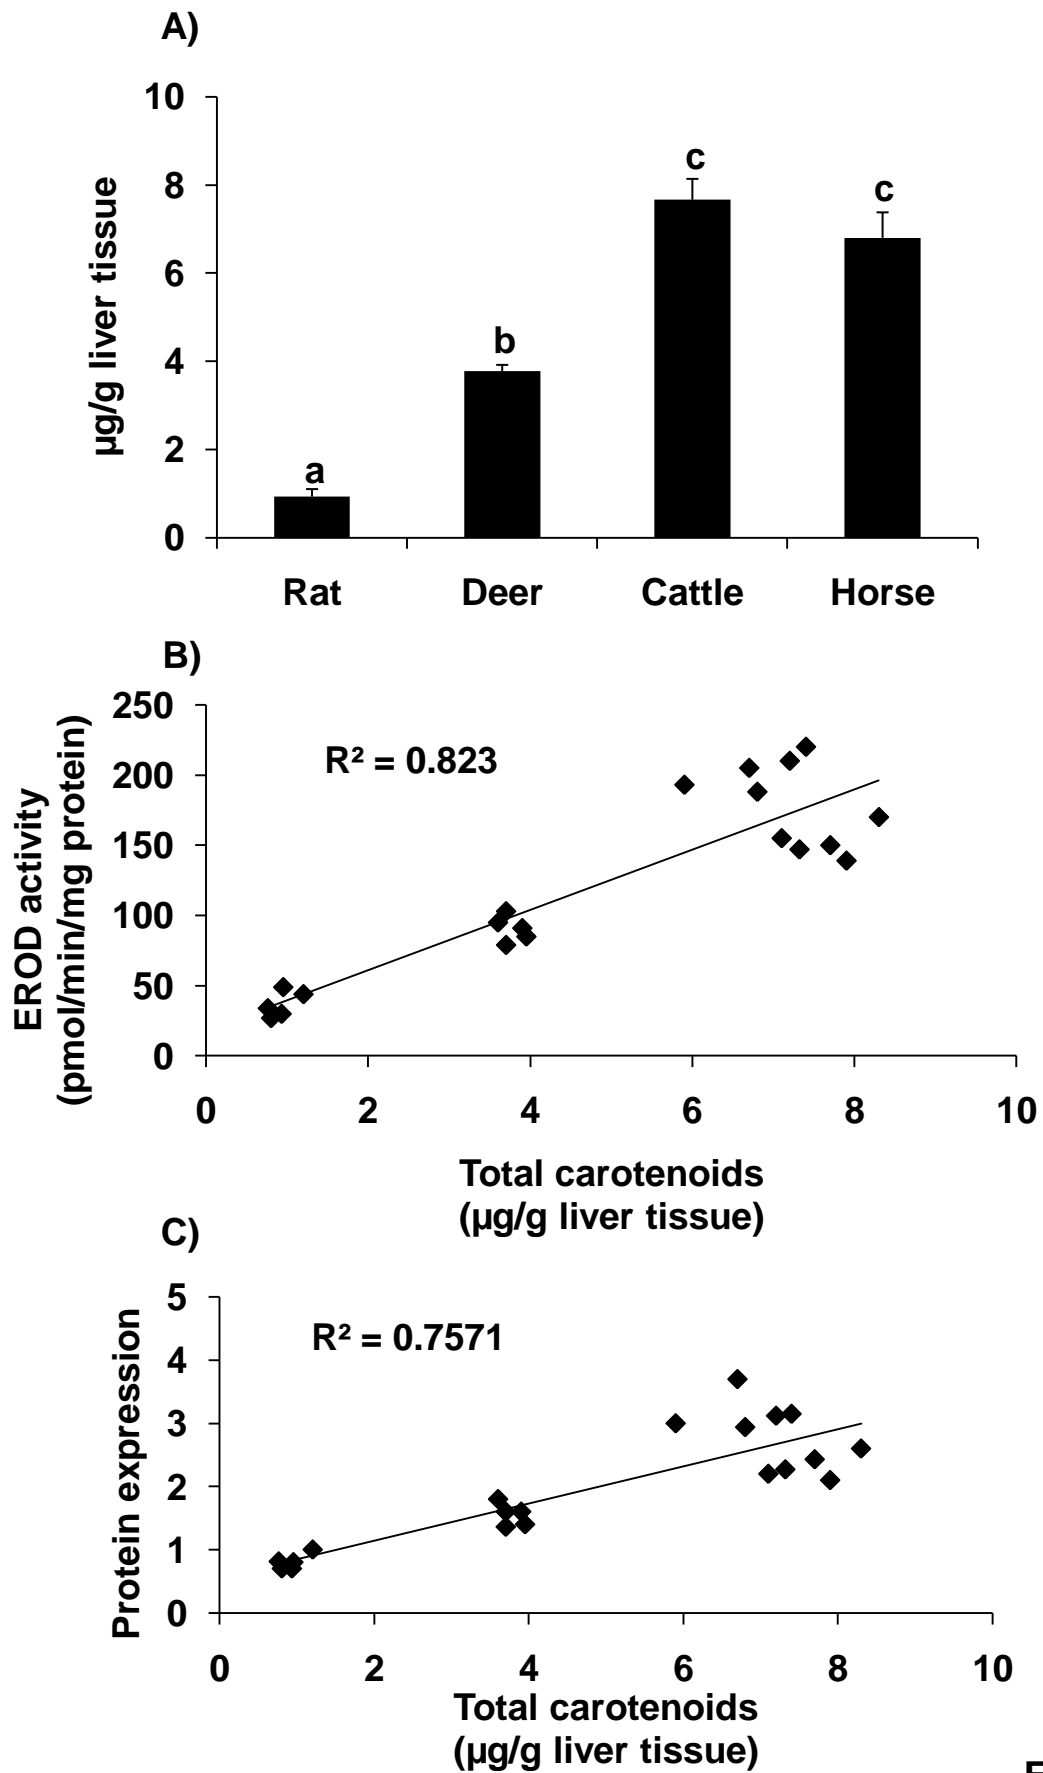 A)
10
8
6
4
2
0
µg/g liver tissue
a
b
c
c
Rat Deer Cattle Horse
B)
250
200
150
100
50
0
EROD activity
(pmol/min/mg protein)
R² = 0.823
0 2 4 6 8 10
Total carotenoids
(µg/g liver tissue)
C)
5
4
3
2
1
0
Protein expression
R² = 0.7571
0 2 4 6 8 10
Total carotenoids
(µg/g liver tissue)